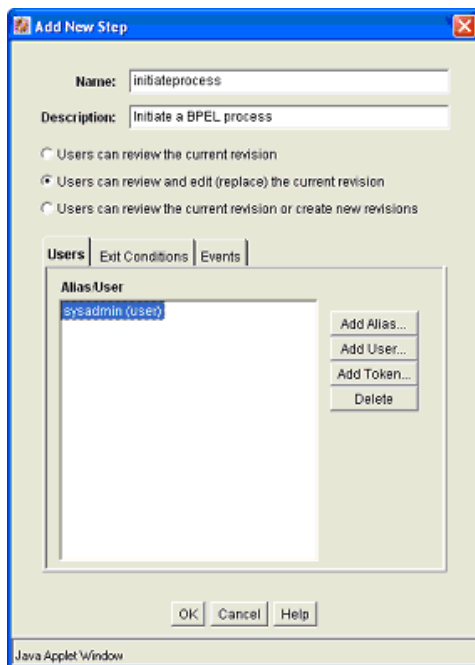 Add New Step
Name: initiateprocess
Description: Initiate a BPEL process
Users can review the current revision
Users can review and edit (replace) the current revision
Users can review the current revision or create new revisions
Users Exit Conditions Events
Alias/User
sysadmin (user)
Add Alias...
Add User...
Add Token...
Delete
OK Cancel Help
Java Applet Window